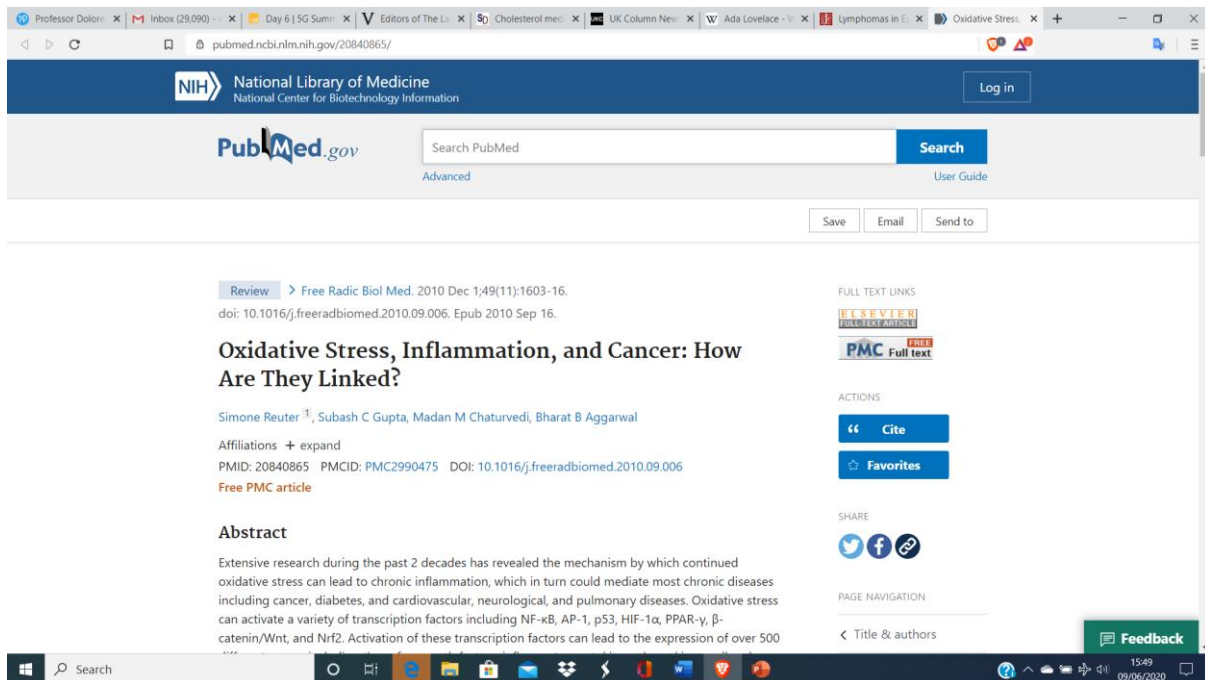 Professor Dolore
Inbox (29,090) -
Day 6 | 5G Summ
Editors of The La
Cholesterol med
UK Column New
Ada Lovelace - W
Lymphomas in E
Oxidative Stress,
pubmed.ncbi.nlm.nih.gov/20840865/
NIH
National Library of Medicine
National Center for Biotechnology Information
Log in
PubMed.gov
Search PubMed
Search
Advanced
User Guide
Save
Email
Send to
Review > Free Radic Biol Med. 2010 Dec 1;49(11):1603-16.
doi: 10.1016/j.freeradbiomed.2010.09.006. Epub 2010 Sep 16.
Oxidative Stress, Inflammation, and Cancer: How
Are They Linked?
Simone Reuter 1, Subash C Gupta, Madan M Chaturvedi, Bharat B Aggarwal
Affiliations + expand
PMID: 20840865 PMCID: PMC2990475 DOI: 10.1016/j.freeradbiomed.2010.09.006
Free PMC article
Abstract
Extensive research during the past 2 decades has revealed the mechanism by which continued
oxidative stress can lead to chronic inflammation, which in turn could mediate most chronic diseases
including cancer, diabetes, and cardiovascular, neurological, and pulmonary diseases. Oxidative stress
can activate a variety of transcription factors including NF-κB, AP-1, p53, HIF-1α, PPAR-γ, β-
catenin/Wnt, and Nrf2. Activation of these transcription factors can lead to the expression of over 500
FULL TEXT LINKS
ELSEVIER
FULL-TEXT ARTICLE
PMC Full text FREE
ACTIONS
Cite
Favorites
SHARE
PAGE NAVIGATION
Title & authors
Feedback
Search
15:49
09/06/2020